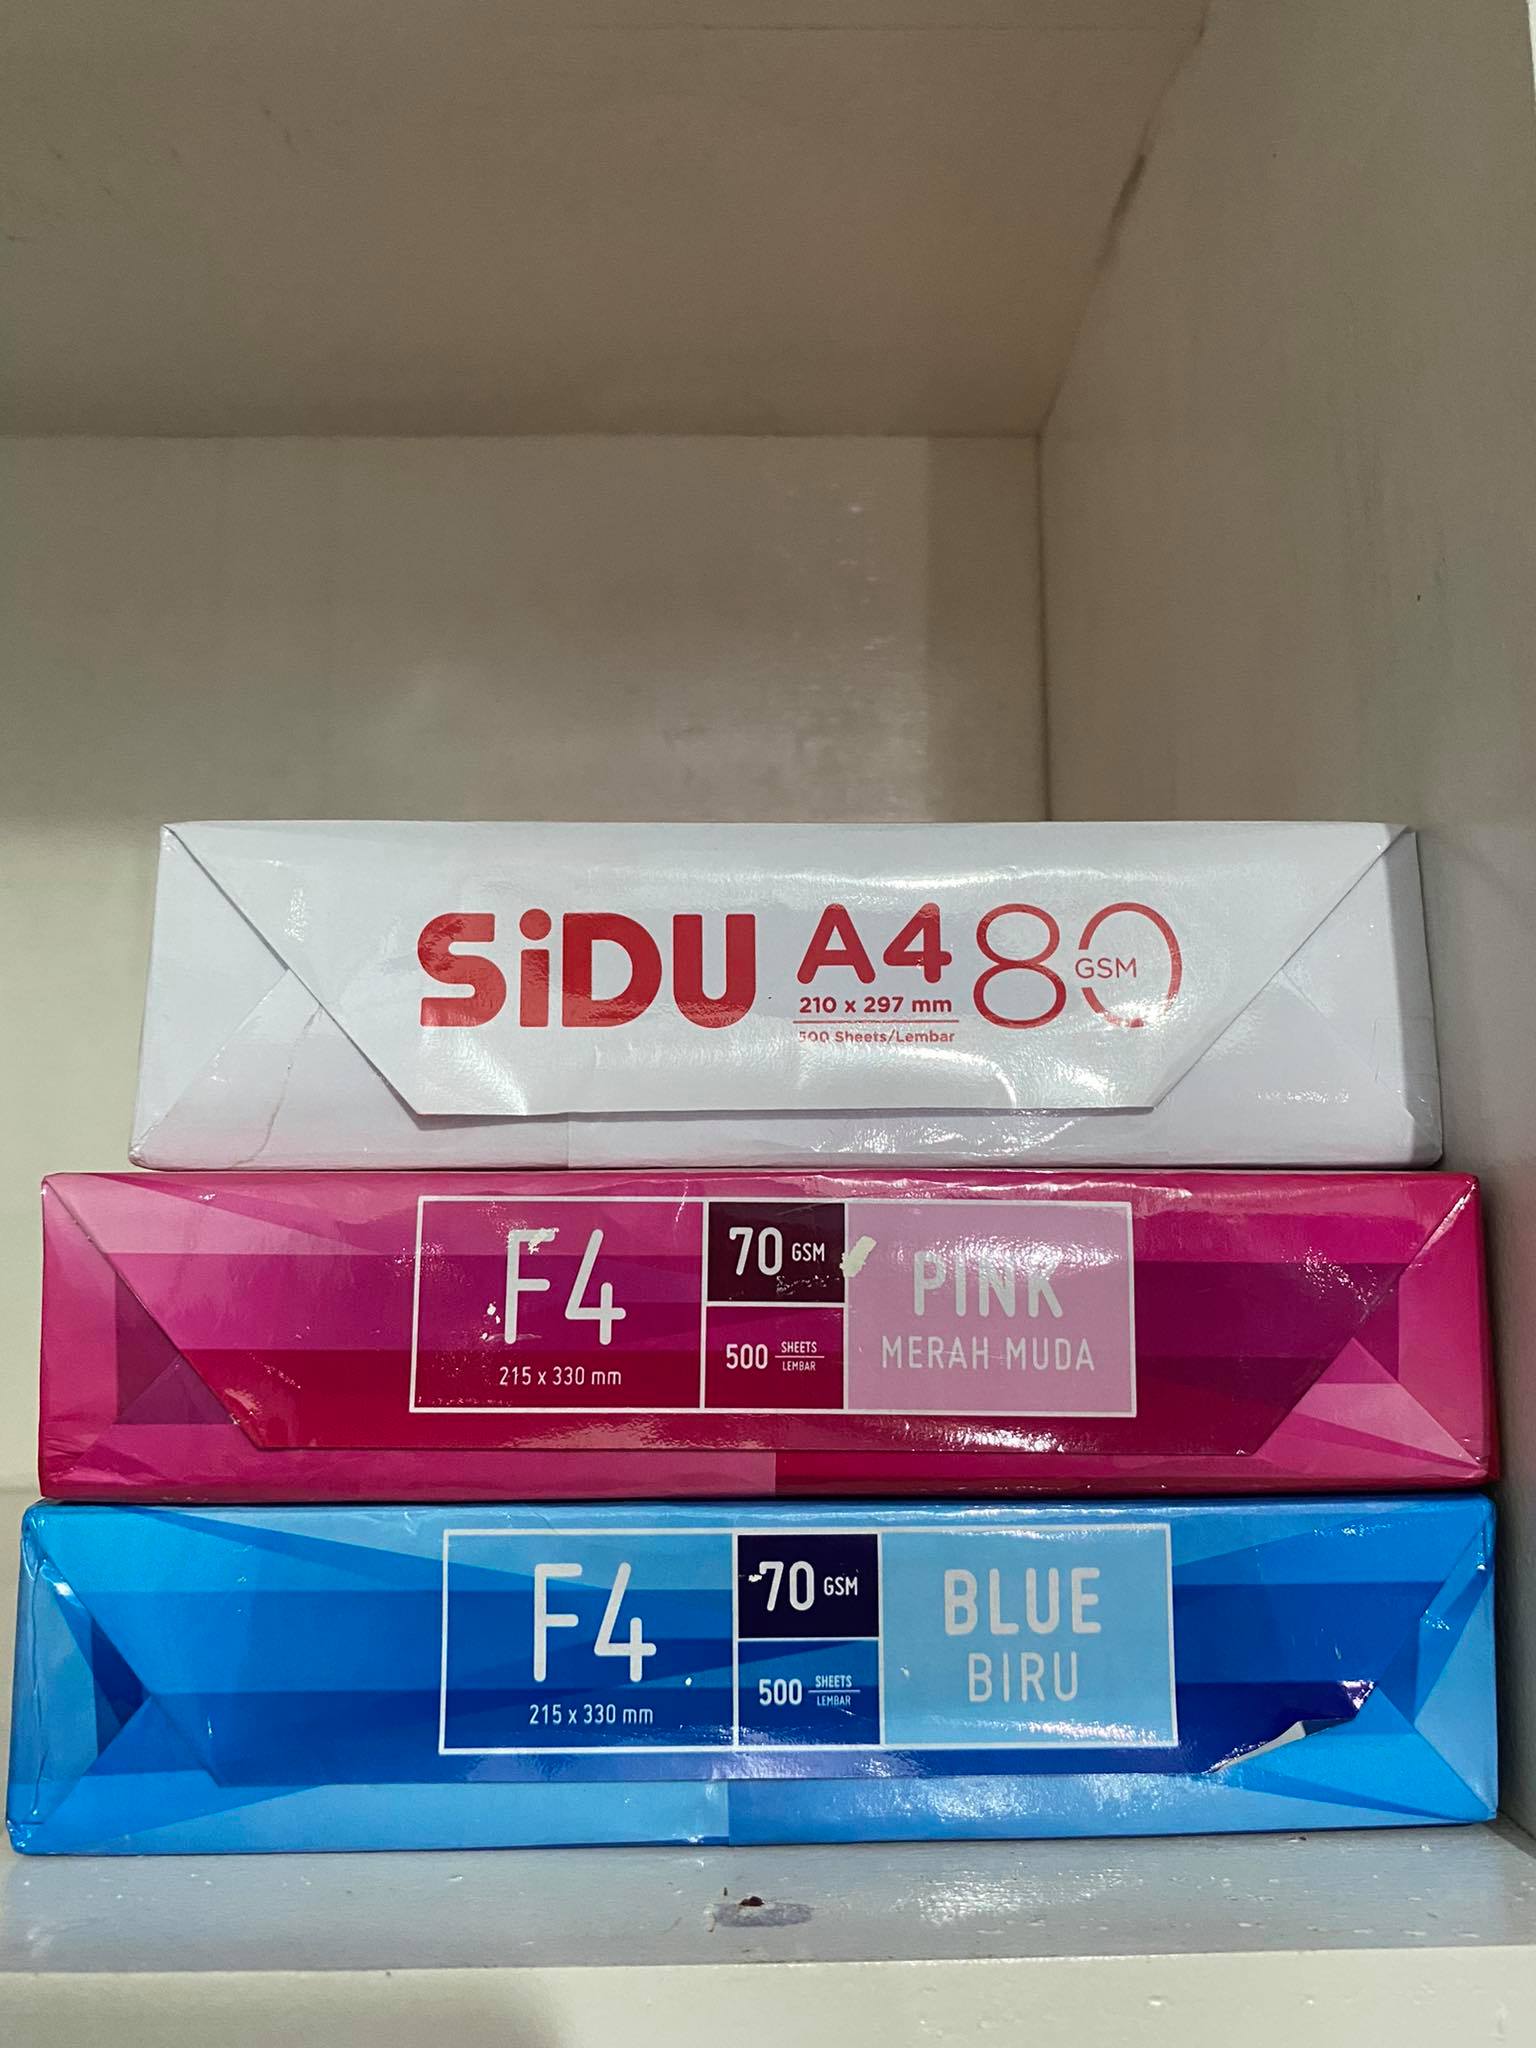 SiDU A4 80 GSM
210 x 297 mm
500 Sheets/Lembar
F4
215 x 330 mm
70 GSM
500 SHEETS
LEMBAR
PINK
MERAH MUDA
F4
215 x 330 mm
70 GSM
500 SHEETS
LEMBAR
BLUE
BIRU